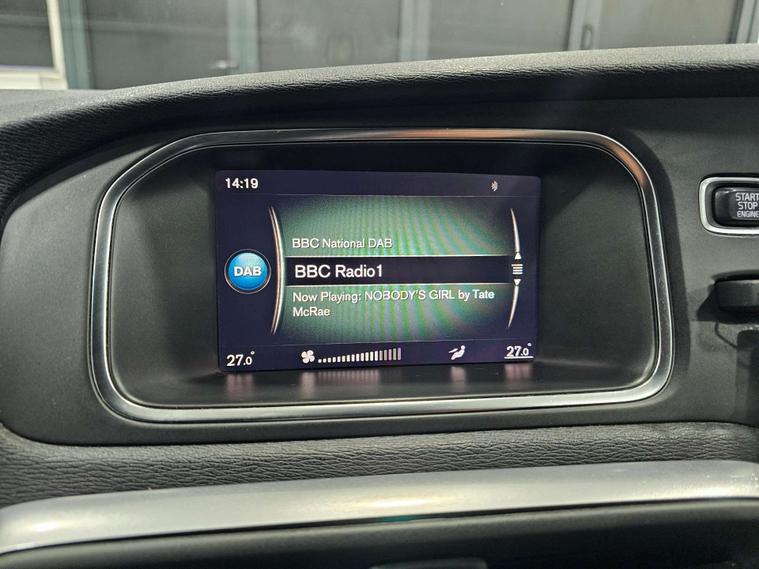 14:19
BBC National DAB
DAB
BBC Radio1
Now Playing: NOBODY'S GIRL by Tate
McRae
27.0°
27.0°
START
STOP
ENGINE